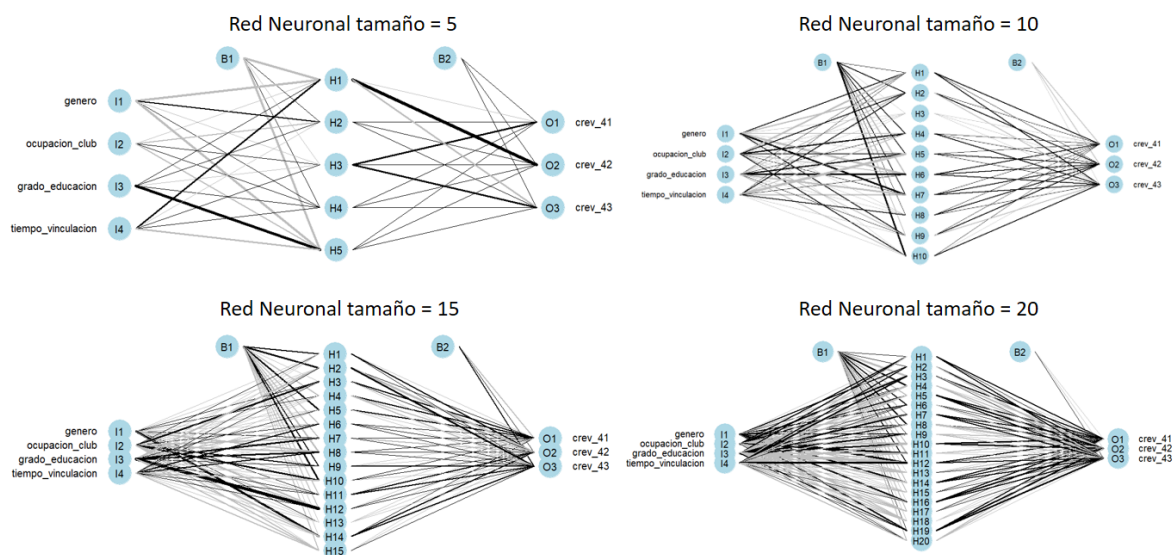 Red Neuronal tamaño = 5
B1
B2
H1
H2
H3
H4
H5
genero
I1
ocupacion_club
I2
grado_educacion
I3
tiempo_vinculacion
I4
O1
crev_41
O2
crev_42
O3
crev_43
Red Neuronal tamaño = 10
B1
B2
H1
H2
H3
H4
H5
H6
H7
H8
H9
H10
genero
I1
ocupacion_club
I2
grado_educacion
I3
tiempo_vinculacion
I4
O1
crev_41
O2
crev_42
O3
crev_43
Red Neuronal tamaño = 15
B1
B2
H1
H2
H3
H4
H5
H6
H7
H8
H9
H10
H11
H12
H13
H14
H15
genero
I1
ocupacion_club
I2
grado_educacion
I3
tiempo_vinculacion
I4
O1
crev_41
O2
crev_42
O3
crev_43
Red Neuronal tamaño = 20
B1
B2
H1
H2
H3
H4
H5
H6
H7
H8
H9
H10
H11
H12
H13
H14
H15
H16
H17
H18
H19
H20
genero
I1
ocupacion_club
I2
grado_educacion
I3
tiempo_vinculacion
I4
O1
crev_41
O2
crev_42
O3
crev_43